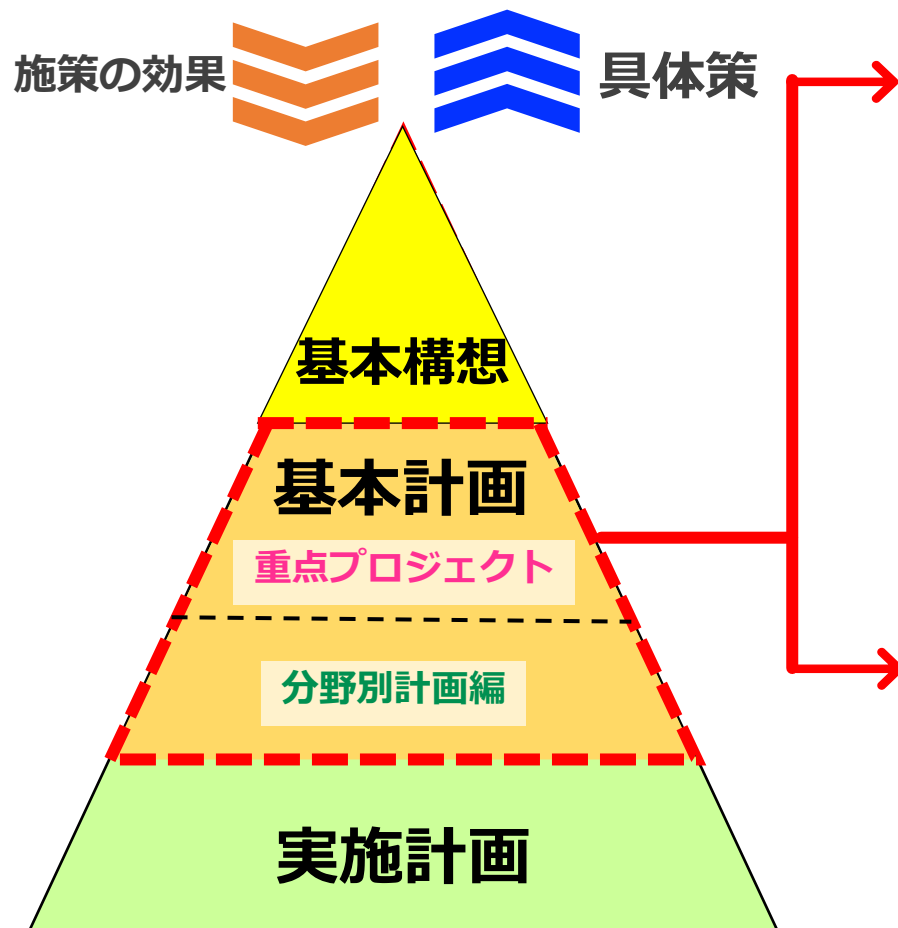 施策の効果
具体策
基本構想
基本計画
重点プロジェクト
分野別計画編
実施計画